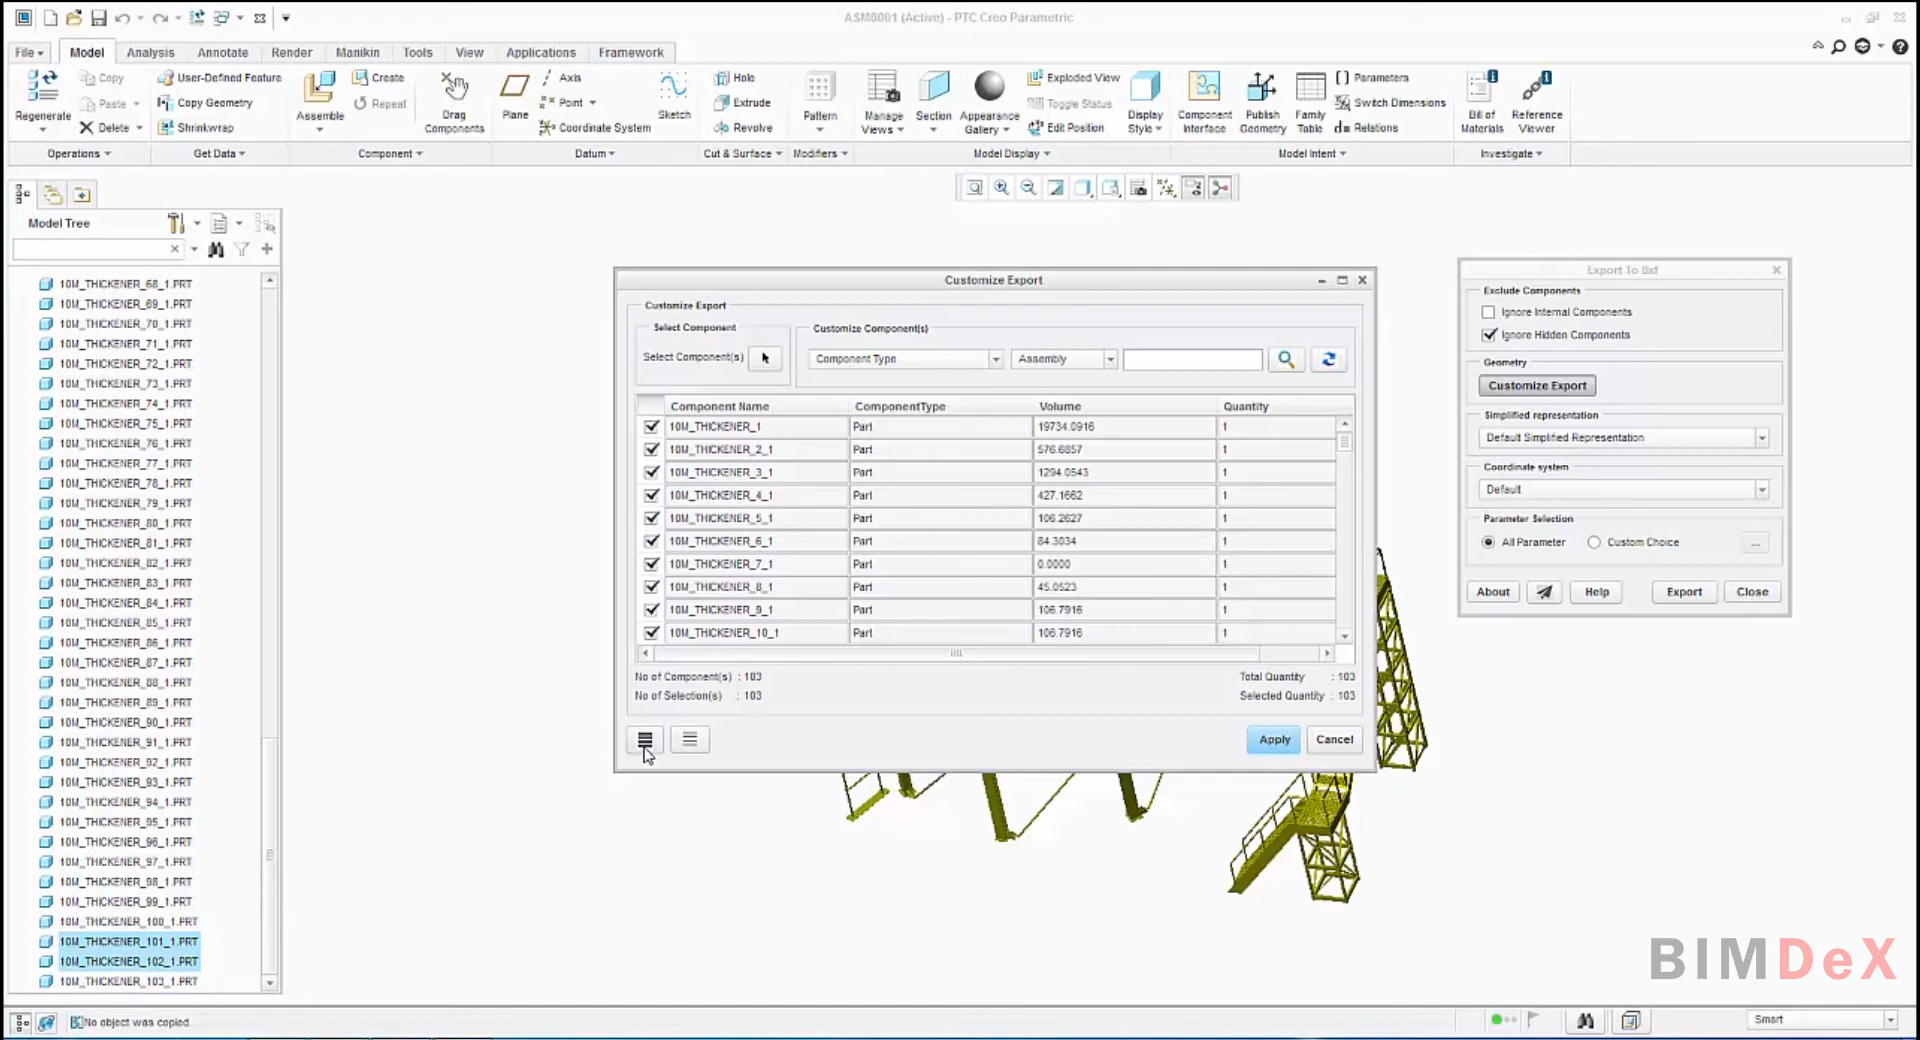 ASM0001 (Active) - PTC Creo Parametric
File Model Analysis Annotate Render Manikin Tools View Applications Framework
Regenerate
Copy
Paste
Delete
User-Defined Feature
Copy Geometry
Shrinkwrap
Assemble
Create
Repeat
Drag Components
Plane
Axis
Point
Coordinate System
Sketch
Hole
Extrude
Revolve
Pattern
Manage Views
Section
Appearance Gallery
Exploded View
Toggle Status
Edit Position
Display Style
Component Interface
Publish Geometry
Family Table
Parameters
Switch Dimensions
d= Relations
Bill of Materials
Reference Viewer
Operations Get Data Component Datum Cut & Surface Modifiers Model Display Model Intent Investigate
Model Tree
10M_THICKENER_68_1.PRT
10M_THICKENER_69_1.PRT
10M_THICKENER_70_1.PRT
10M_THICKENER_71_1.PRT
10M_THICKENER_72_1.PRT
10M_THICKENER_73_1.PRT
10M_THICKENER_74_1.PRT
10M_THICKENER_75_1.PRT
10M_THICKENER_76_1.PRT
10M_THICKENER_77_1.PRT
10M_THICKENER_78_1.PRT
10M_THICKENER_79_1.PRT
10M_THICKENER_80_1.PRT
10M_THICKENER_81_1.PRT
10M_THICKENER_82_1.PRT
10M_THICKENER_83_1.PRT
10M_THICKENER_84_1.PRT
10M_THICKENER_85_1.PRT
10M_THICKENER_86_1.PRT
10M_THICKENER_87_1.PRT
10M_THICKENER_88_1.PRT
10M_THICKENER_89_1.PRT
10M_THICKENER_90_1.PRT
10M_THICKENER_91_1.PRT
10M_THICKENER_92_1.PRT
10M_THICKENER_93_1.PRT
10M_THICKENER_94_1.PRT
10M_THICKENER_95_1.PRT
10M_THICKENER_96_1.PRT
10M_THICKENER_97_1.PRT
10M_THICKENER_98_1.PRT
10M_THICKENER_99_1.PRT
10M_THICKENER_100_1.PRT
10M_THICKENER_101_1.PRT
10M_THICKENER_102_1.PRT
10M_THICKENER_103_1.PRT
Customize Export
Customize Export
Select Component
Select Component(s)
Customize Component(s)
Component Type Assembly
Component Name ComponentType Volume Quantity
10M_THICKENER_1 Part 19734.0916 1
10M_THICKENER_2_1 Part 576.6857 1
10M_THICKENER_3_1 Part 1294.0543 1
10M_THICKENER_4_1 Part 427.1662 1
10M_THICKENER_5_1 Part 106.2627 1
10M_THICKENER_6_1 Part 84.3034 1
10M_THICKENER_7_1 Part 0.0000 1
10M_THICKENER_8_1 Part 45.0523 1
10M_THICKENER_9_1 Part 106.7916 1
10M_THICKENER_10_1 Part 106.7916 1
No of Component(s) : 103 Total Quantity : 103
No of Selection(s) : 103 Selected Quantity : 103
Apply Cancel
Export To Bxf
Exclude Components
Ignore Internal Components
Ignore Hidden Components
Geometry
Customize Export
Simplified representation
Default Simplified Representation
Coordinate system
Default
Parameter Selection
All Parameter Custom Choice ...
About Help Export Close
BIMDeX
No object was copied.
Smart